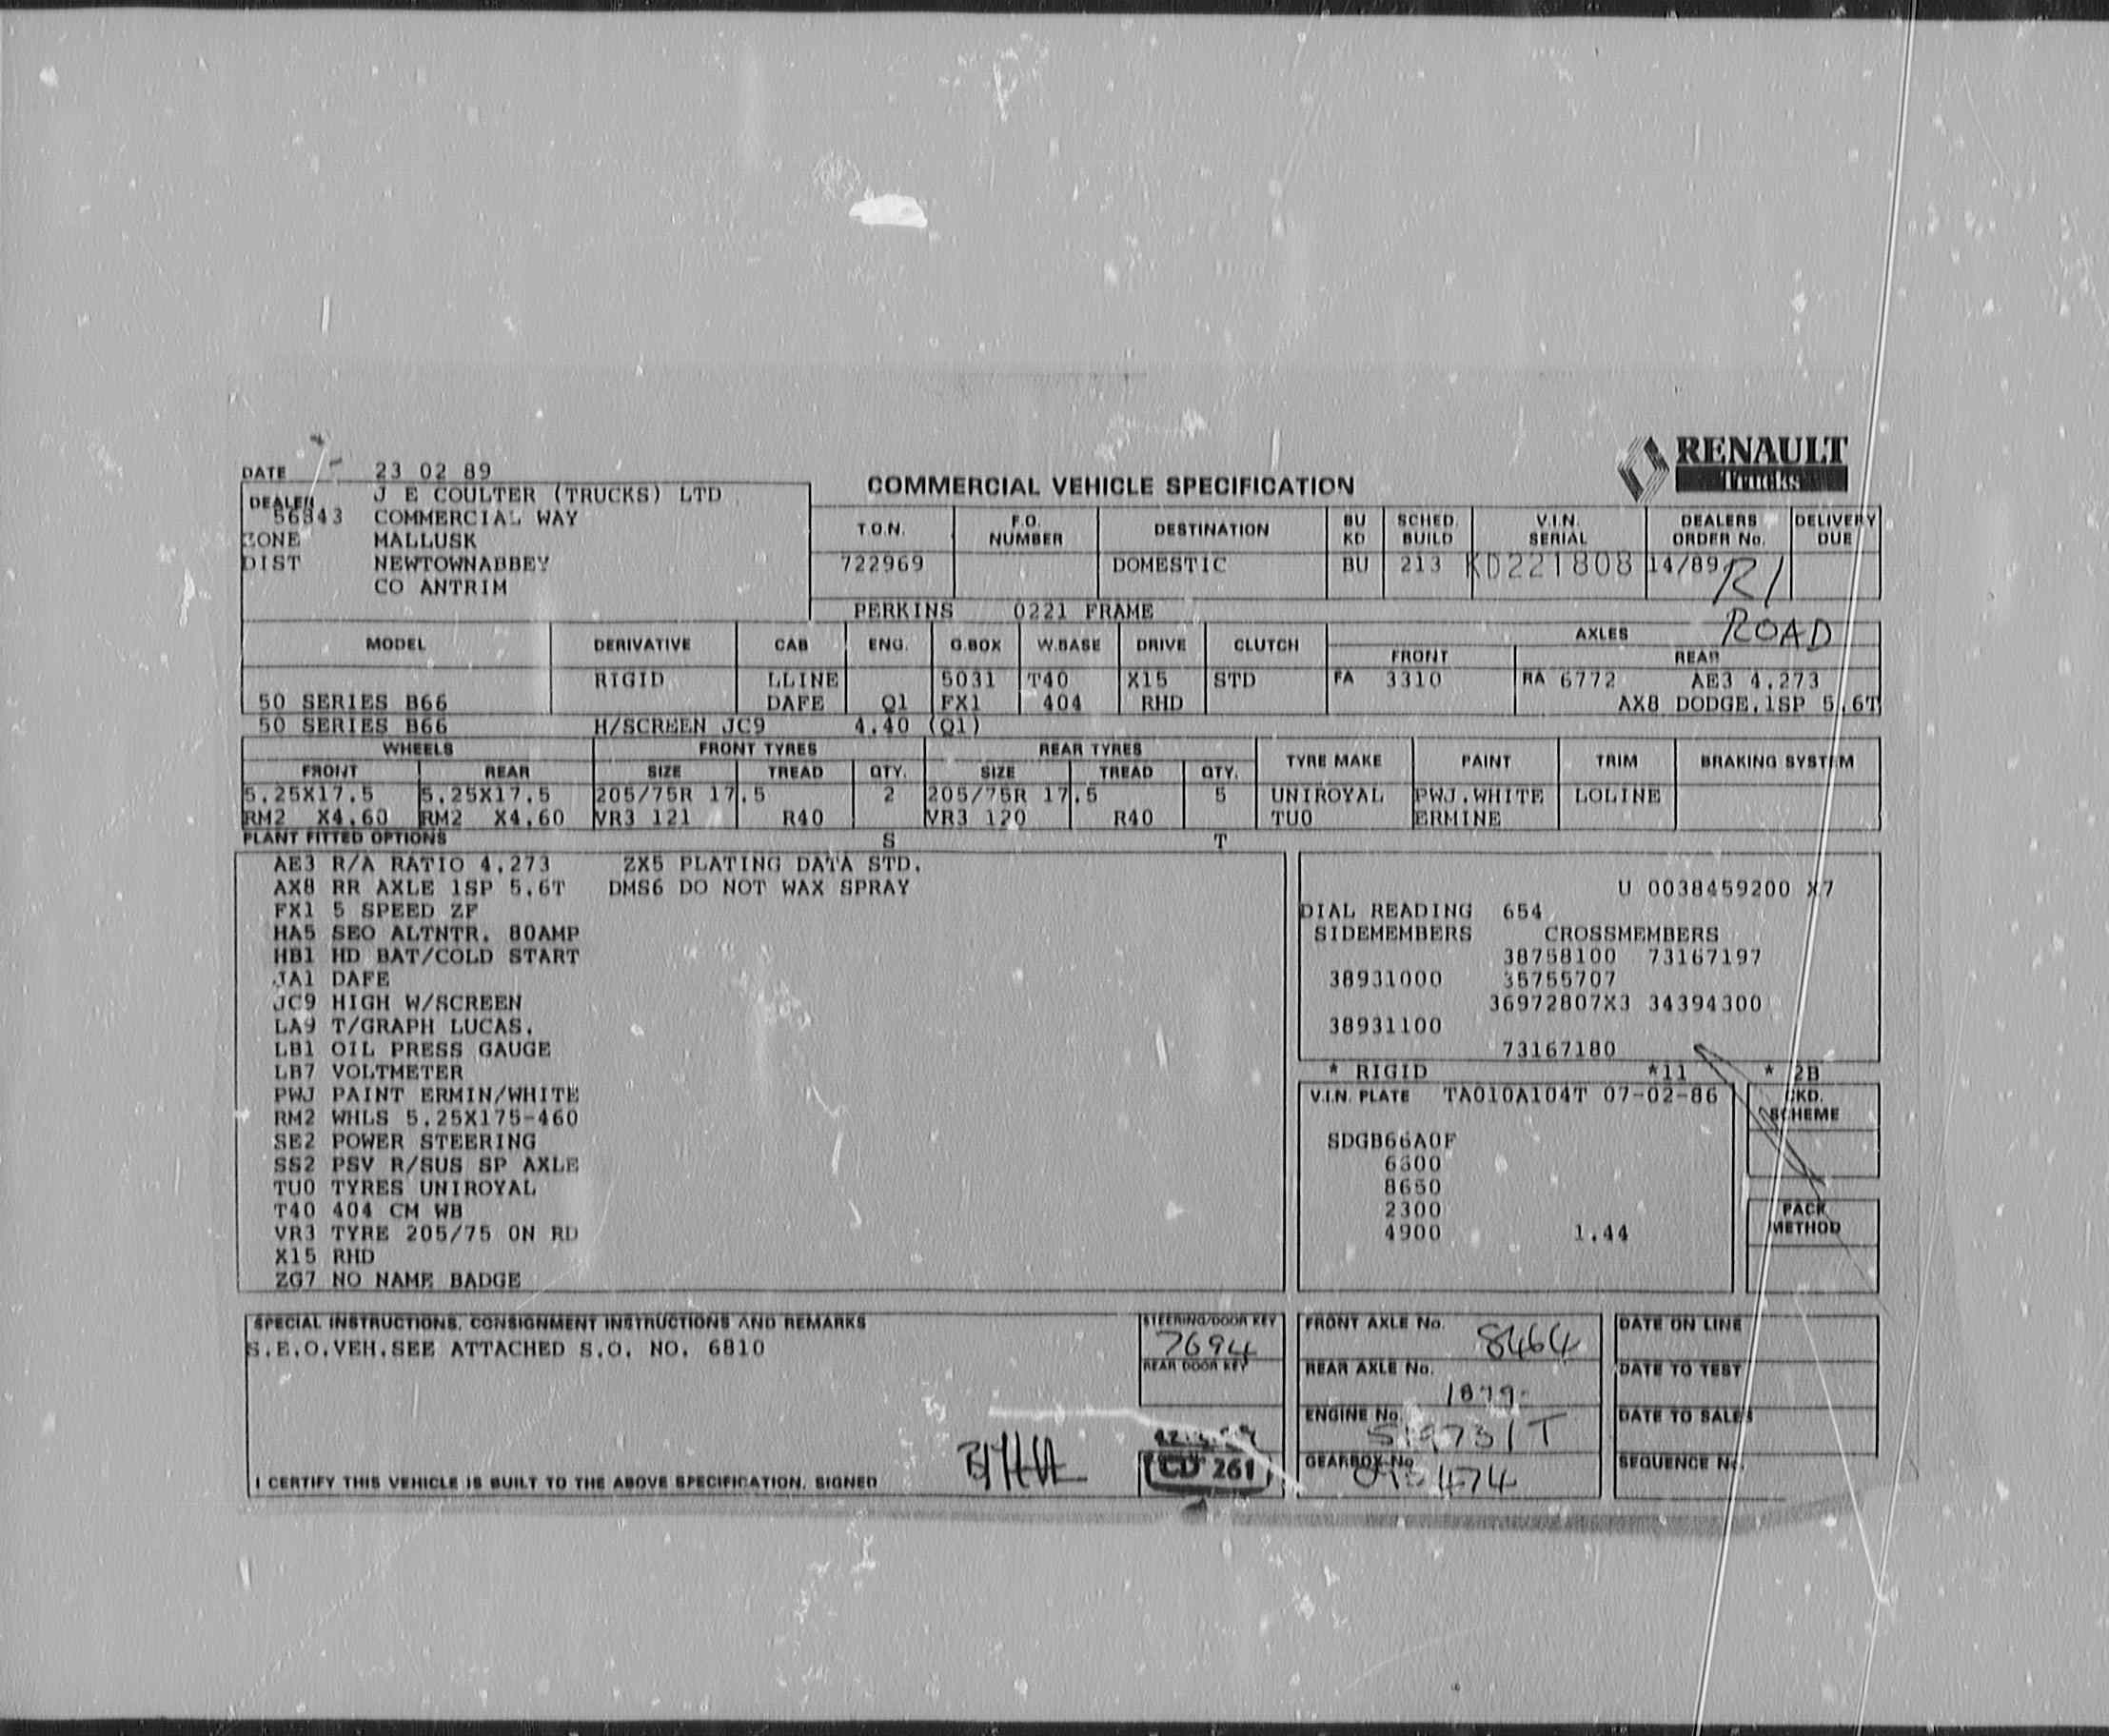 RENAULT
Trucks
DATE 23 02 89
COMMERCIAL VEHICLE SPECIFICATION
DEALER J E COULTER (TRUCKS) LTD
56843 COMMERCIAL WAY
ZONE MALLUSK
DIST NEWTOWNABBEY
CO ANTRIM
T.O.N. F.O. NUMBER DESTINATION BU KD SCHED. BUILD V.I.N. SERIAL DEALERS ORDER No. DELIVERY DUE
722969 DOMESTIC BU 213 KD221808 14/89 R1
PERKINS 0221 FRAME ROAD
MODEL DERIVATIVE CAB ENG. G.BOX W.BASE DRIVE CLUTCH AXLES
FRONT REAR
RIGID LLINE 5031 T40 X15 STD FA 3310 RA 6772 AE3 4.273
50 SERIES B66 DAFE Q1 FX1 404 RHD AX8 DODGE.1SP 5.6T
50 SERIES B66 H/SCREEN JC9 4.40 (Q1)
WHEELS FRONT TYRES REAR TYRES TYRE MAKE PAINT TRIM BRAKING SYSTEM
FRONT REAR SIZE TREAD QTY. SIZE TREAD QTY.
5.25X17.5 5.25X17.5 205/75R 17.5 2 205/75R 17.5 5 UNIROYAL PWJ.WHITE LOLINE
RM2 X4.60 RM2 X4.60 VR3 121 R40 VR3 120 R40 TU0 ERMINE
PLANT FITTED OPTIONS S T
AE3 R/A RATIO 4.273 ZX5 PLATING DATA STD.
AX8 RR AXLE 1SP 5.6T DMS6 DO NOT WAX SPRAY
FX1 5 SPEED ZF
HA5 SEO ALTNTR. 80AMP
HB1 HD BAT/COLD START
JA1 DAFE
JC9 HIGH W/SCREEN
LA9 T/GRAPH LUCAS.
LB1 OIL PRESS GAUGE
LB7 VOLTMETER
PWJ PAINT ERMIN/WHITE
RM2 WHLS 5.25X175-460
SE2 POWER STEERING
SS2 PSV R/SUS SP AXLE
TU0 TYRES UNIROYAL
T40 404 CM WB
VR3 TYRE 205/75 ON RD
X15 RHD
ZG7 NO NAME BADGE
U 0038459200 X7
DIAL READING 654
SIDEMEMBERS CROSSMEMBERS
38758100 73167197
38931000 35755707
36972807X3 34394300
38931100
73167180
* RIGID *11 * 2B
V.I.N. PLATE TA010A104T 07-02-86
SDGB66A0F
6600
8650
2300
4900 1.44
CKD. SCHEME
PACK METHOD
SPECIAL INSTRUCTIONS, CONSIGNMENT INSTRUCTIONS AND REMARKS
S.E.O.VEH.SEE ATTACHED S.O. NO. 6810
I CERTIFY THIS VEHICLE IS BUILT TO THE ABOVE SPECIFICATION. SIGNED
STEERING/DOOR KEY
7694
REAR DOOR KEY
CD 261
FRONT AXLE No. 8464
REAR AXLE No.
ENGINE No.
GEARBOX No.
DATE ON LINE
DATE TO TEST
DATE TO SALES
SEQUENCE No.